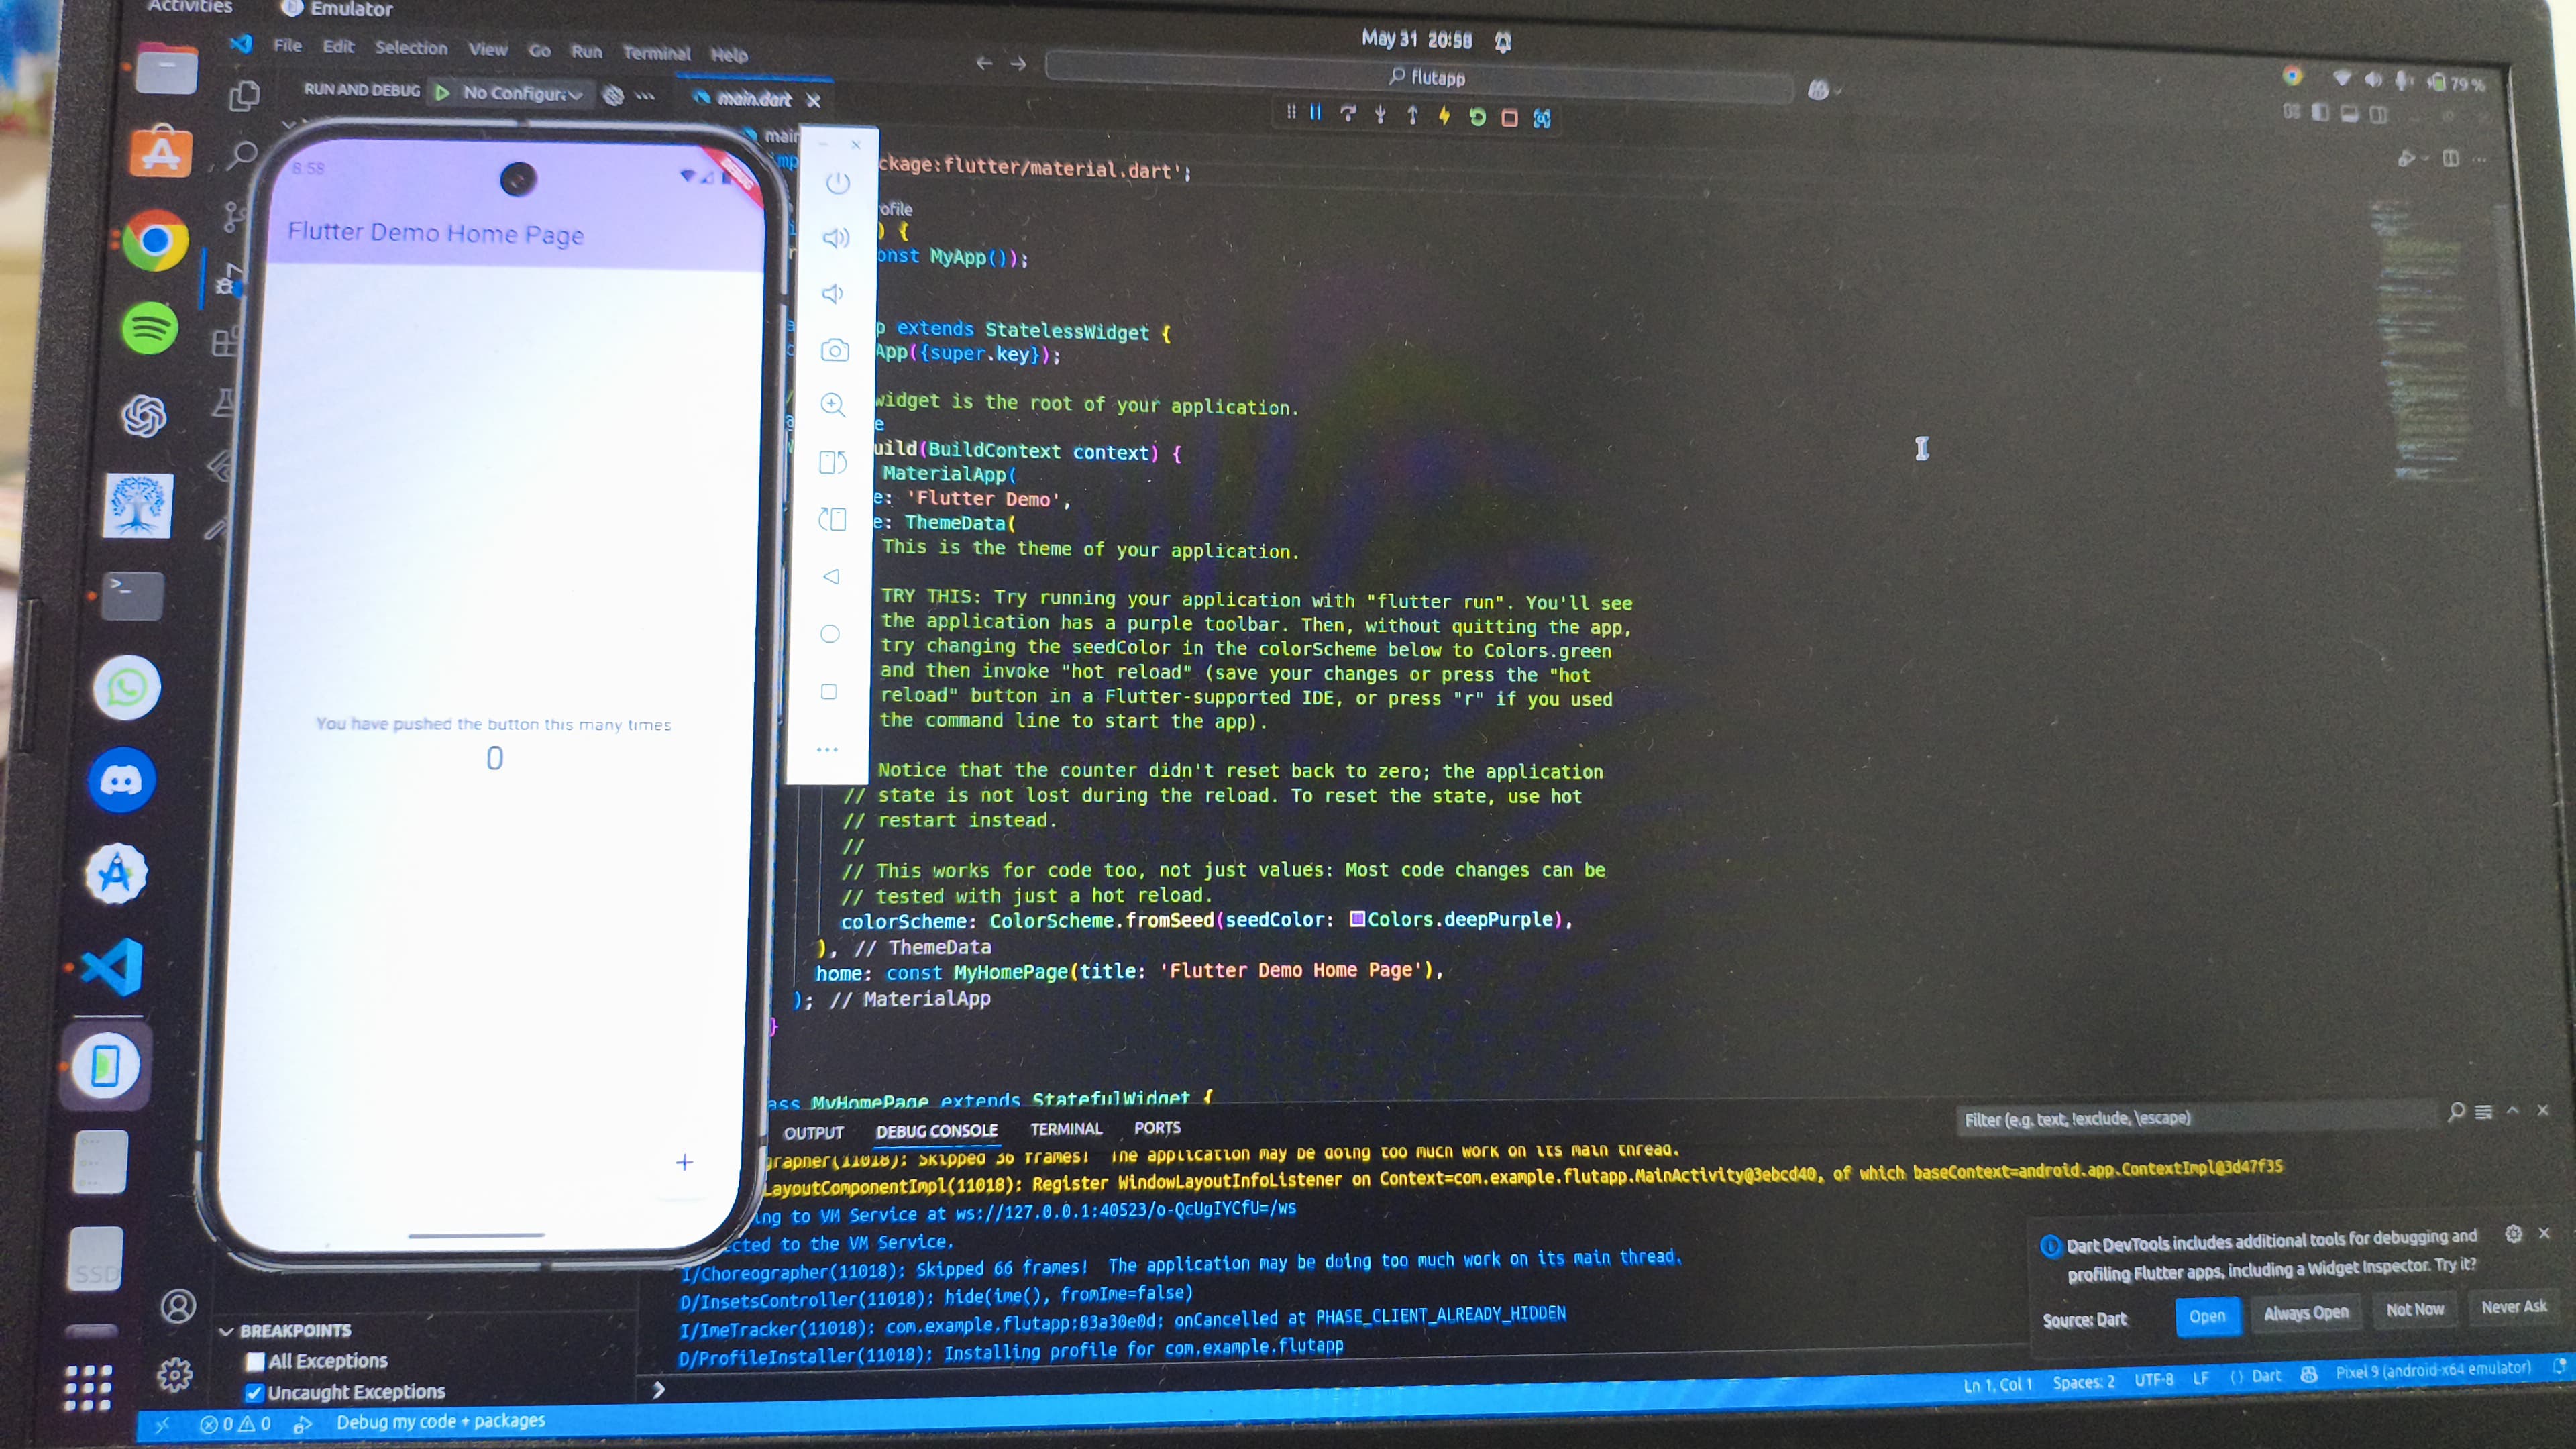 Activities
Emulator
May 31 20:58
79 %
File Edit Selection View Go Run Terminal Help
flutapp
RUN AND DEBUG
No Configur
main.dart
main
8:58
DEBUG
Flutter Demo Home Page
You have pushed the button this many times
0
+
ckage:flutter/material.dart';
ofile
) {
onst MyApp());
p extends StatelessWidget {
App({super.key});
widget is the root of your application.
e
uild(BuildContext context) {
MaterialApp(
e: 'Flutter Demo',
e: ThemeData(
This is the theme of your application.
TRY THIS: Try running your application with "flutter run". You'll see
the application has a purple toolbar. Then, without quitting the app,
try changing the seedColor in the colorScheme below to Colors.green
and then invoke "hot reload" (save your changes or press the "hot
reload" button in a Flutter-supported IDE, or press "r" if you used
the command line to start the app).
Notice that the counter didn't reset back to zero; the application
// state is not lost during the reload. To reset the state, use hot
// restart instead.
//
// This works for code too, not just values: Most code changes can be
// tested with just a hot reload.
colorScheme: ColorScheme.fromSeed(seedColor: Colors.deepPurple),
), // ThemeData
home: const MyHomePage(title: 'Flutter Demo Home Page'),
); // MaterialApp
}
ass MyHomePage extends StatefulWidget {
OUTPUT DEBUG CONSOLE TERMINAL PORTS
Filter (e.g. text, !exclude, \escape)
grapher(11018): Skipped 36 frames! The application may be doing too much work on its main thread.
LayoutComponentImpl(11018): Register WindowLayoutInfoListener on Context=com.example.flutapp.MainActivity@3ebcd40, of which baseContext=android.app.ContextImpl@3d47f35
ng to VM Service at ws://127.0.0.1:40523/o-QcUgIYCfU=/ws
cted to the VM Service.
I/Choreographer(11018): Skipped 66 frames! The application may be doing too much work on its main thread.
D/InsetsController(11018): hide(ime(), fromIme=false)
I/ImeTracker(11018): com.example.flutapp:83a30e0d: onCancelled at PHASE_CLIENT_ALREADY_HIDDEN
D/ProfileInstaller(11018): Installing profile for com.example.flutapp
Dart DevTools includes additional tools for debugging and
profiling Flutter apps, including a Widget Inspector. Try it?
Source: Dart
Open
Always Open
Not Now
Never Ask
SSD
BREAKPOINTS
All Exceptions
Uncaught Exceptions
0 0
Debug my code + packages
Ln 1, Col 1 Spaces: 2 UTF-8 LF {} Dart Pixel 9 (android-x64 emulator)